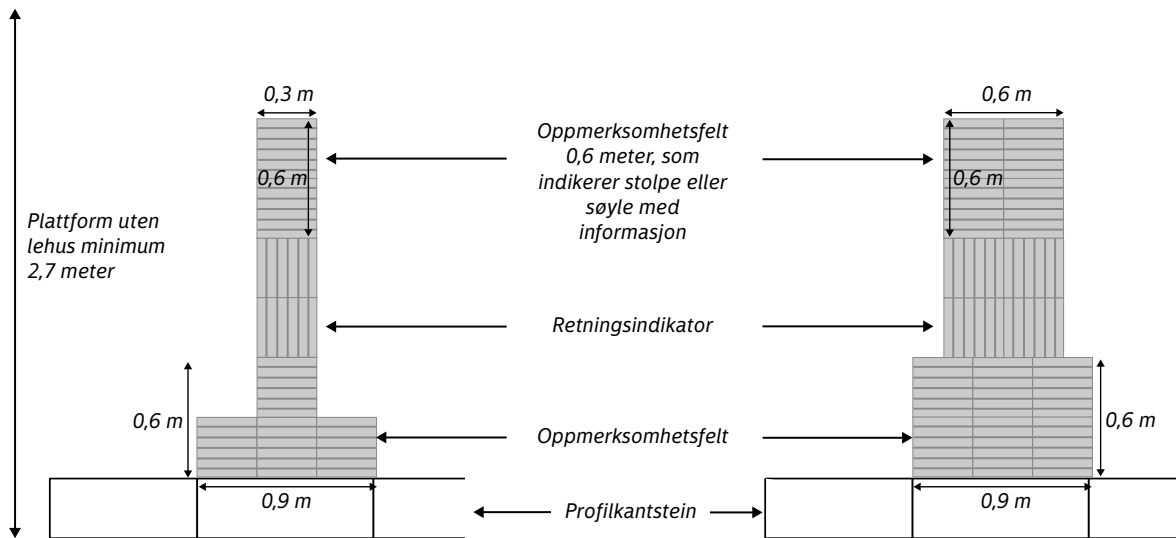 0,3 m
0,6 m
Oppmerksomhetsfelt
0,6 meter, som
indikerer stolpe eller
søyle med
informasjon
0,6 m
0,6 m
Plattform uten
lehus minimum
2,7 meter
Retningsindikator
0,6 m
0,6 m
Oppmerksomhetsfelt
0,9 m
Profilkantstein
0,9 m